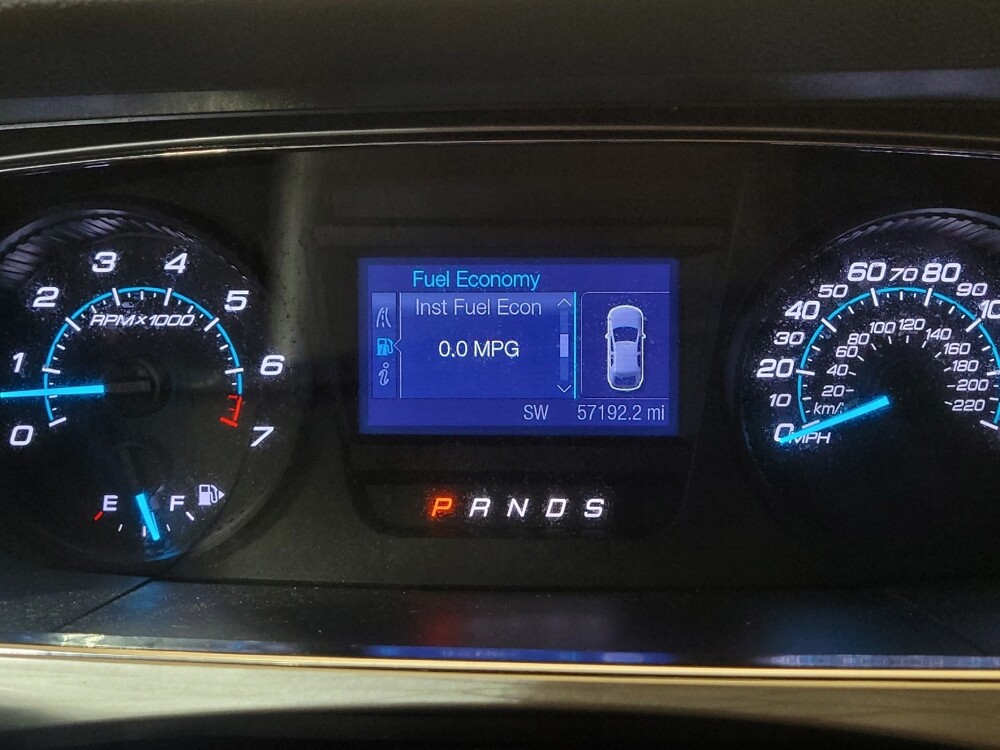 0 1 2 3 4 5 6 7
RPMx1000
E F
Fuel Economy
Inst Fuel Econ
0.0 MPG
SW 57192.2 mi
P R N D S
0 10 20 30 40 50 60 70 80 90
20 40 60 80 100 120 140 160 180 200 220
km/
MPH